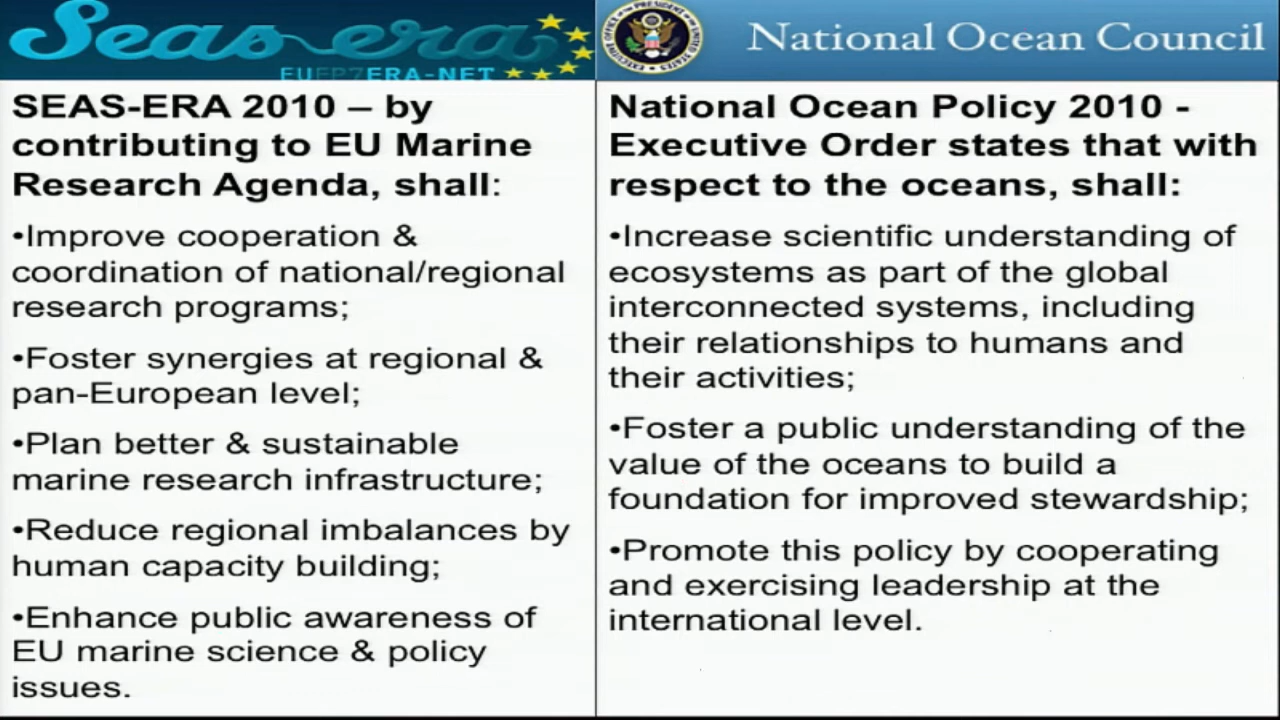 Seas-era
EUFP7ERA-NET
SEAS-ERA 2010 – by
contributing to EU Marine
Research Agenda, shall:
•Improve cooperation &
coordination of national/regional
research programs;
•Foster synergies at regional &
pan-European level;
•Plan better & sustainable
marine research infrastructure;
•Reduce regional imbalances by
human capacity building;
•Enhance public awareness of
EU marine science & policy
issues.
National Ocean Council
National Ocean Policy 2010 -
Executive Order states that with
respect to the oceans, shall:
•Increase scientific understanding of
ecosystems as part of the global
interconnected systems, including
their relationships to humans and
their activities;
•Foster a public understanding of the
value of the oceans to build a
foundation for improved stewardship;
•Promote this policy by cooperating
and exercising leadership at the
international level.